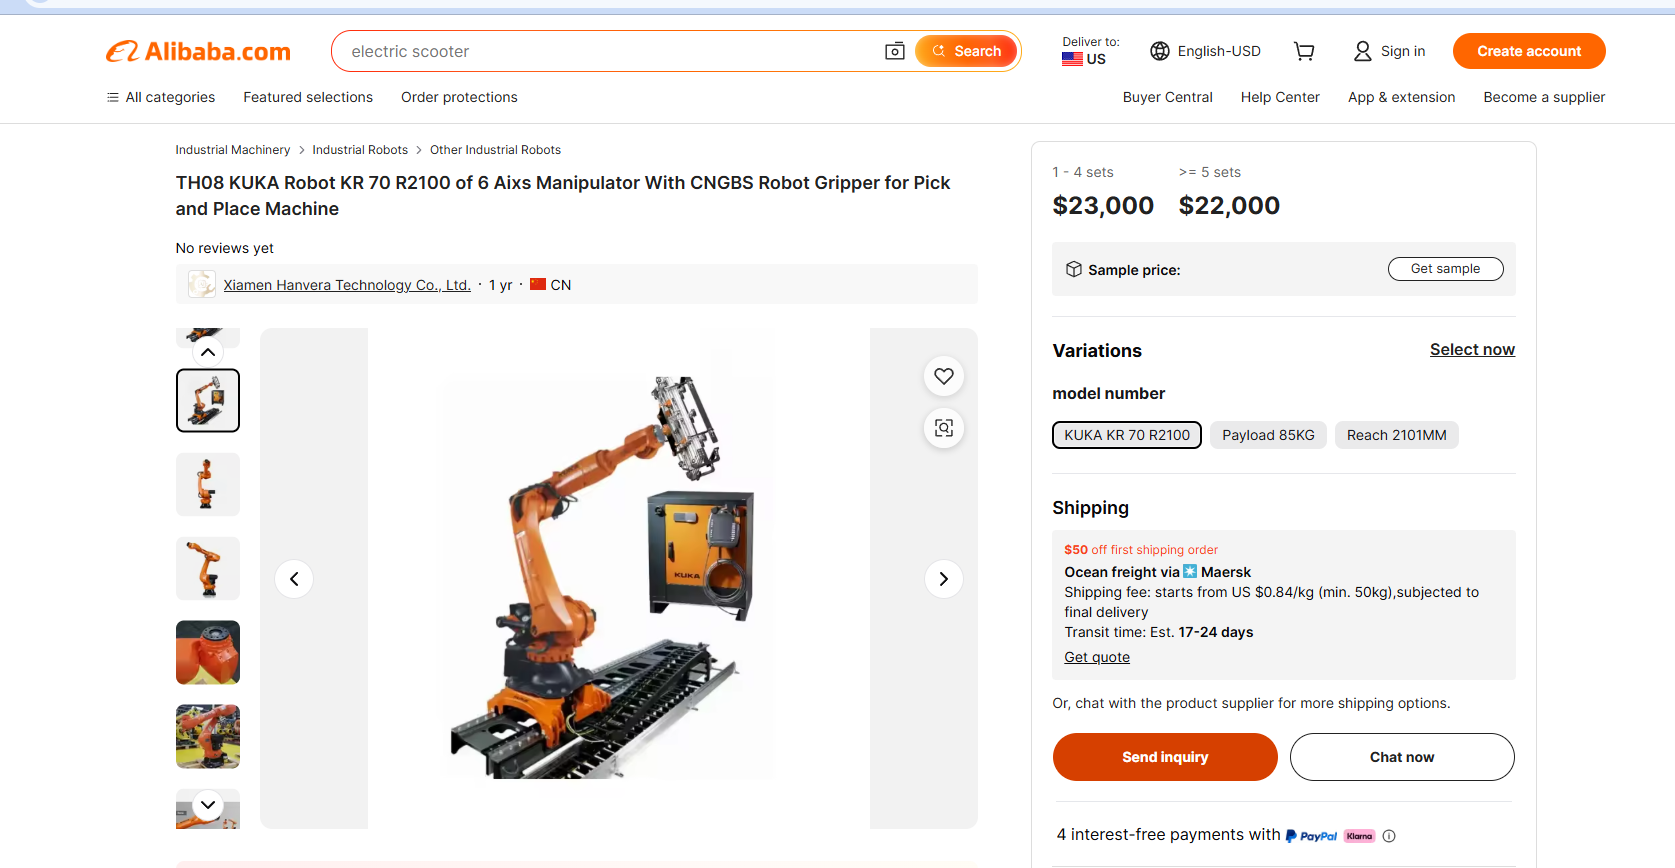 Alibaba.com
electric scooter
Search
Deliver to:
US
English-USD
Sign in
Create account
All categories
Featured selections
Order protections
Buyer Central
Help Center
App & extension
Become a supplier
Industrial Machinery > Industrial Robots > Other Industrial Robots
TH08 KUKA Robot KR 70 R2100 of 6 Aixs Manipulator With CNGBS Robot Gripper for Pick
and Place Machine
No reviews yet
Xiamen Hanvera Technology Co., Ltd. · 1 yr · CN
KUKA
1 - 4 sets
>= 5 sets
$23,000
$22,000
Sample price:
Get sample
Variations
Select now
model number
KUKA KR 70 R2100
Payload 85KG
Reach 2101MM
Shipping
$50 off first shipping order
Ocean freight via Maersk
Shipping fee: starts from US $0.84/kg (min. 50kg),subjected to
final delivery
Transit time: Est. 17-24 days
Get quote
Or, chat with the product supplier for more shipping options.
Send inquiry
Chat now
4 interest-free payments with PayPal Klarna